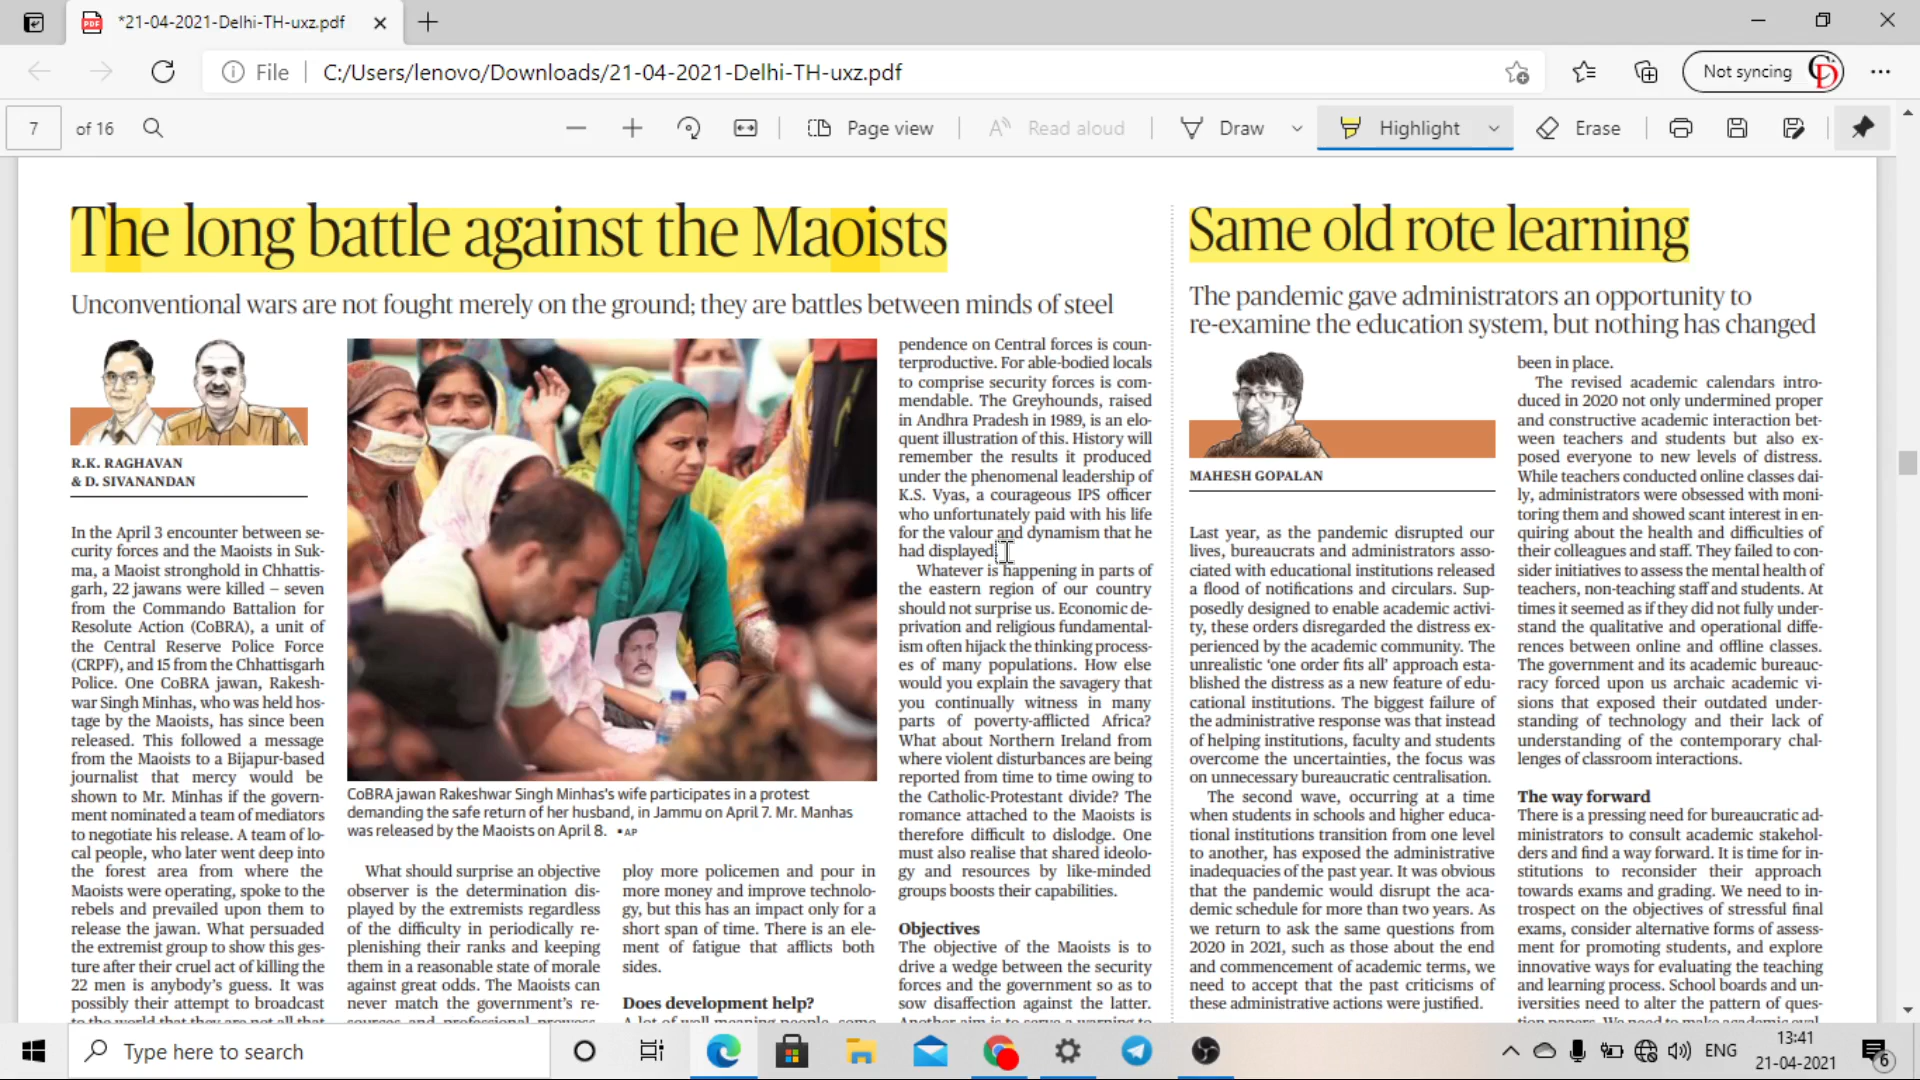 *21-04-2021-Delhi-TH-uxz.pdf
File
C:/Users/lenovo/Downloads/21-04-2021-Delhi-TH-uxz.pdf
Not syncing
7
of 16
Page view
Read aloud
Draw
Highlight
Erase
The long battle against the Maoists
Unconventional wars are not fought merely on the ground; they are battles between minds of steel
R.K. RAGHAVAN
& D. SIVANANDAN
In the April 3 encounter between se-
curity forces and the Maoists in Suk-
ma, a Maoist stronghold in Chhattis-
garh, 22 jawans were killed – seven
from the Commando Battalion for
Resolute Action (CoBRA), a unit of
the Central Reserve Police Force
(CRPF), and 15 from the Chhattisgarh
Police. One CoBRA jawan, Rakesh-
war Singh Minhas, who was held hos-
tage by the Maoists, has since been
released. This followed a message
from the Maoists to a Bijapur-based
journalist that mercy would be
shown to Mr. Minhas if the govern-
ment nominated a team of mediators
to negotiate his release. A team of lo-
cal people, who later went deep into
the forest area from where the
Maoists were operating, spoke to the
rebels and prevailed upon them to
release the jawan. What persuaded
the extremist group to show this ges-
ture after their cruel act of killing the
22 men is anybody's guess. It was
possibly their attempt to broadcast
to the world that they are not all that
CoBRA jawan Rakeshwar Singh Minhas's wife participates in a protest
demanding the safe return of her husband, in Jammu on April 7. Mr. Manhas
was released by the Maoists on April 8. ▪AP
What should surprise an objective
observer is the determination dis-
played by the extremists regardless
of the difficulty in periodically re-
plenishing their ranks and keeping
them in a reasonable state of morale
against great odds. The Maoists can
never match the government's re-
sources and professional prowess.
ploy more policemen and pour in
more money and improve technolo-
gy, but this has an impact only for a
short span of time. There is an ele-
ment of fatigue that afflicts both
sides.
Does development help?
A lot of well meaning people, some
pendence on Central forces is coun-
terproductive. For able-bodied locals
to comprise security forces is com-
mendable. The Greyhounds, raised
in Andhra Pradesh in 1989, is an elo-
quent illustration of this. History will
remember the results it produced
under the phenomenal leadership of
K.S. Vyas, a courageous IPS officer
who unfortunately paid with his life
for the valour and dynamism that he
had displayed.
Whatever is happening in parts of
the eastern region of our country
should not surprise us. Economic de-
privation and religious fundamental-
ism often hijack the thinking process-
es of many populations. How else
would you explain the savagery that
you continually witness in many
parts of poverty-afflicted Africa?
What about Northern Ireland from
where violent disturbances are being
reported from time to time owing to
the Catholic-Protestant divide? The
romance attached to the Maoists is
therefore difficult to dislodge. One
must also realise that shared ideolo-
gy and resources by like-minded
groups boosts their capabilities.
Objectives
The objective of the Maoists is to
drive a wedge between the security
forces and the government so as to
sow disaffection against the latter.
Another aim is to serve a warning to
Same old rote learning
The pandemic gave administrators an opportunity to
re-examine the education system, but nothing has changed
MAHESH GOPALAN
Last year, as the pandemic disrupted our
lives, bureaucrats and administrators asso-
ciated with educational institutions released
a flood of notifications and circulars. Sup-
posedly designed to enable academic activi-
ty, these orders disregarded the distress ex-
perienced by the academic community. The
unrealistic ‘one order fits all’ approach esta-
blished the distress as a new feature of edu-
cational institutions. The biggest failure of
the administrative response was that instead
of helping institutions, faculty and students
overcome the uncertainties, the focus was
on unnecessary bureaucratic centralisation.
The second wave, occurring at a time
when students in schools and higher educa-
tional institutions transition from one level
to another, has exposed the administrative
inadequacies of the past year. It was obvious
that the pandemic would disrupt the aca-
demic schedule for more than two years. As
we return to ask the same questions from
2020 in 2021, such as those about the end
and commencement of academic terms, we
need to accept that the past criticisms of
these administrative actions were justified.
been in place.
The revised academic calendars intro-
duced in 2020 not only undermined proper
and constructive academic interaction bet-
ween teachers and students but also ex-
posed everyone to new levels of distress.
While teachers conducted online classes dai-
ly, administrators were obsessed with moni-
toring them and showed scant interest in en-
quiring about the health and difficulties of
their colleagues and staff. They failed to con-
sider initiatives to assess the mental health of
teachers, non-teaching staff and students. At
times it seemed as if they did not fully under-
stand the qualitative and operational diffe-
rences between online and offline classes.
The government and its academic bureauc-
racy forced upon us archaic academic vi-
sions that exposed their outdated under-
standing of technology and their lack of
understanding of the contemporary chal-
lenges of classroom interactions.
The way forward
There is a pressing need for bureaucratic ad-
ministrators to consult academic stakehol-
ders and find a way forward. It is time for in-
stitutions to reconsider their approach
towards exams and grading. We need to in-
trospect on the objectives of stressful final
exams, consider alternative forms of assess-
ment for promoting students, and explore
innovative ways for evaluating the teaching
and learning process. School boards and un-
iversities need to alter the pattern of ques-
tion papers. We need to make academic eval-
Type here to search
ENG
13:41
21-04-2021
6